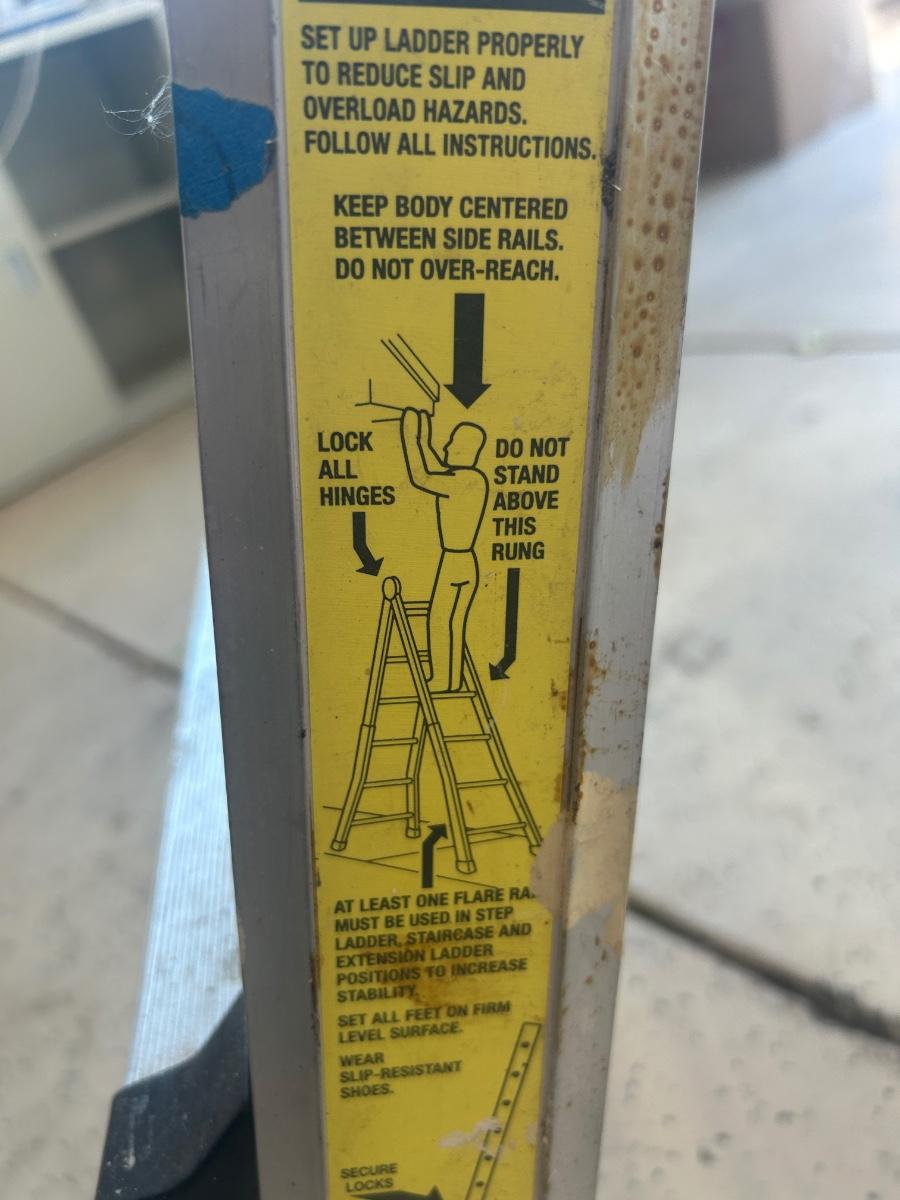 SET UP LADDER PROPERLY
TO REDUCE SLIP AND
OVERLOAD HAZARDS.
FOLLOW ALL INSTRUCTIONS.
KEEP BODY CENTERED
BETWEEN SIDE RAILS.
DO NOT OVER-REACH.
LOCK
ALL
HINGES
DO NOT
STAND
ABOVE
THIS
RUNG
AT LEAST ONE FLARE
MUST BE USED IN STEP
LADDER, STAIRCASE AND
EXTENSION LADDER
POSITIONS TO INCREASE
STABILITY.
SET ALL FEET ON FIRM
LEVEL SURFACE.
WEAR
SLIP-RESISTANT
SHOES.
SECURE
LOCKS